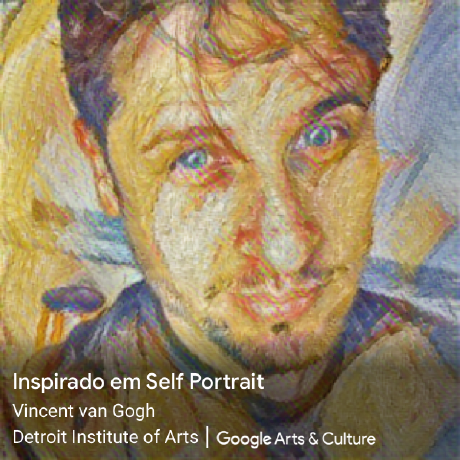 Inspirado em Self Portrait
Vincent van Gogh
Detroit Institute of Arts | Google Arts & Culture